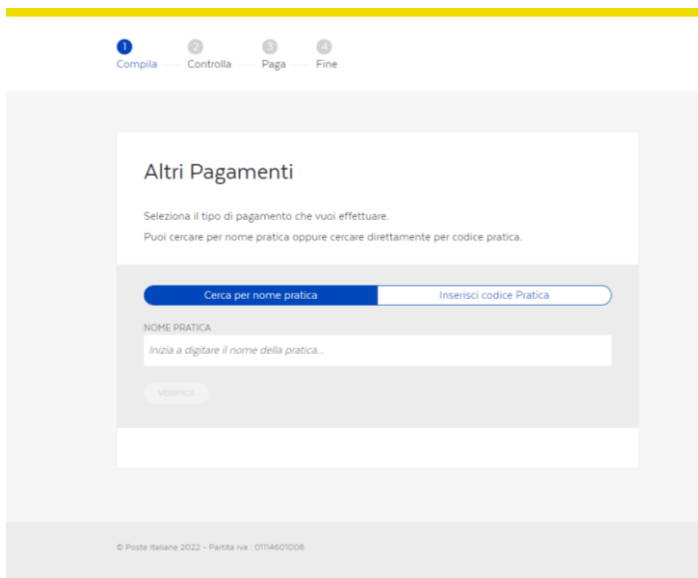 1 2 3 4
Compila Controlla Paga Fine
Altri Pagamenti
Seleziona il tipo di pagamento che vuoi effettuare.
Puoi cercare per nome pratica oppure cercare direttamente per codice pratica.
Cerca per nome pratica Inserisci codice Pratica
NOME PRATICA
Inizia a digitare il nome della pratica...
VERIFICA
© Poste Italiane 2022 - Partita iva : 01114601006